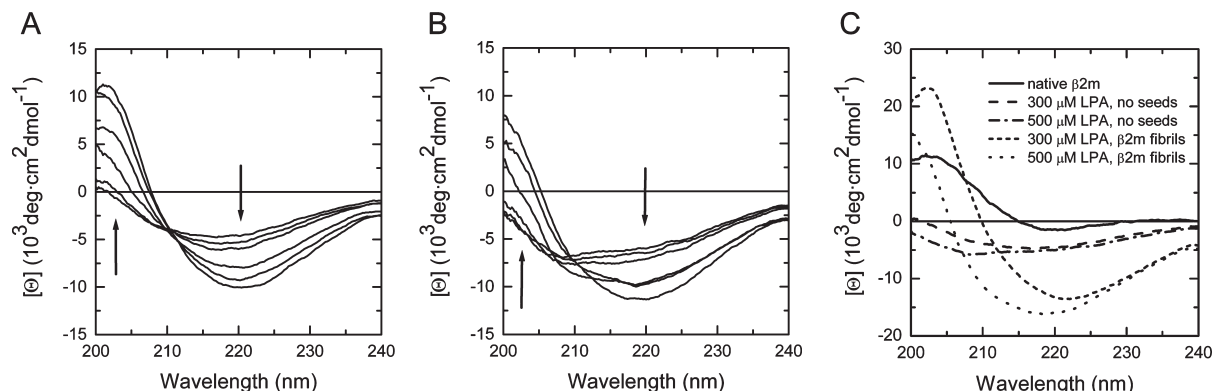 A
B
C
15
10
5
0
-5
-10
-15
[Θ] (10³deg·cm²dmol⁻¹)
200
210
220
230
240
Wavelength (nm)
15
10
5
0
-5
-10
-15
[Θ] (10³deg·cm²dmol⁻¹)
200
210
220
230
240
Wavelength (nm)
30
20
10
0
-10
-20
[Θ] (10³deg·cm²dmol⁻¹)
native β2m
300 μM LPA, no seeds
500 μM LPA, no seeds
300 μM LPA, β2m fibrils
500 μM LPA, β2m fibrils
200
210
220
230
240
Wavelength (nm)